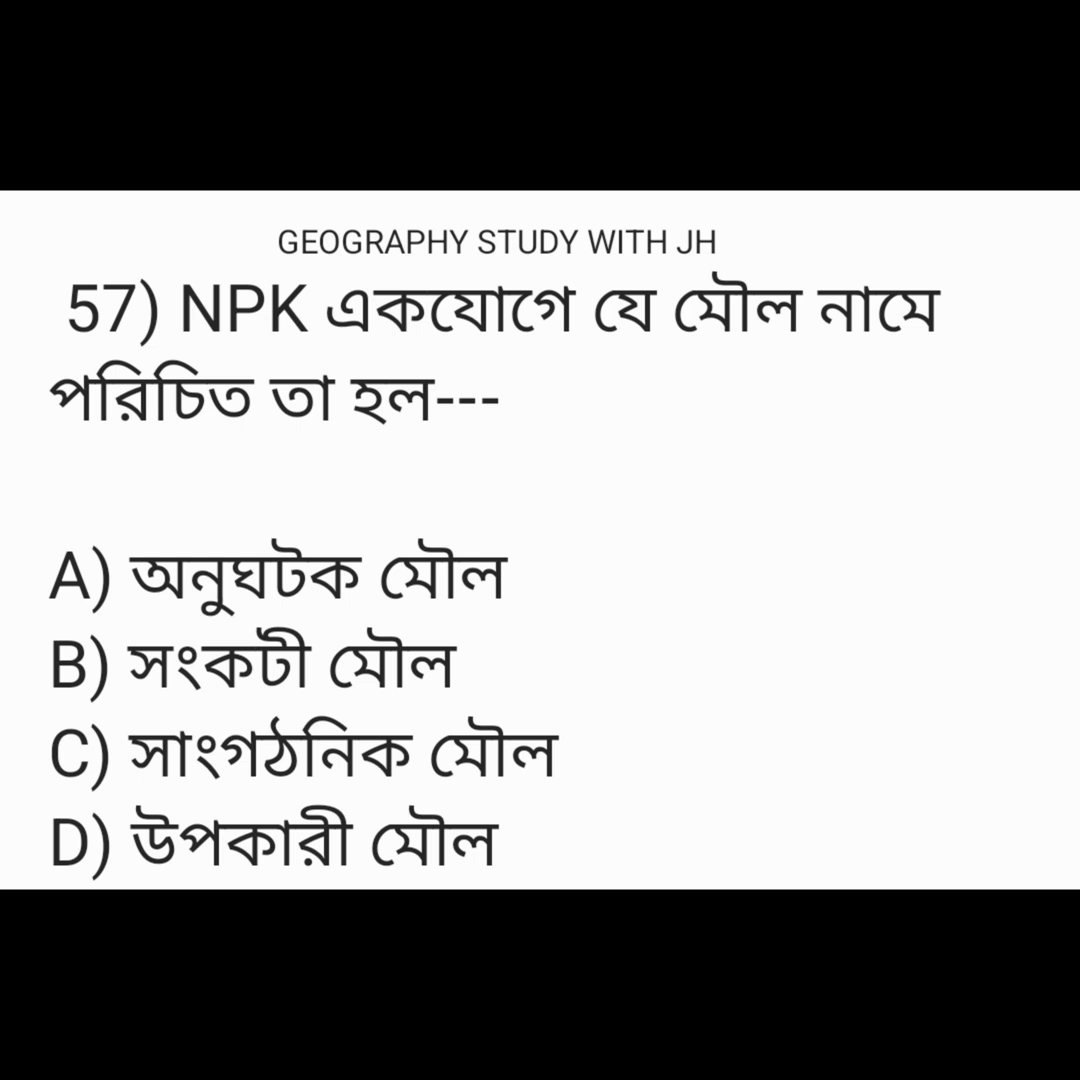 GEOGRAPHY STUDY WITH JH
57) NPK একযোগে যে মৌল নামে
পরিচিত তা হল---
A) অনুঘটক মৌল
B) সংকটী মৌল
C) সাংগঠনিক মৌল
D) উপকারী মৌল